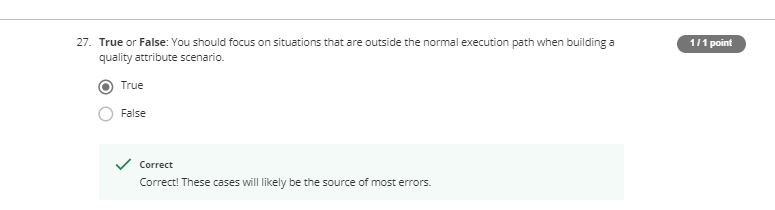 27. True or False: You should focus on situations that are outside the normal execution path when building a
1 / 1 point
quality attribute scenario.
True
False
Correct
Correct! These cases will likely be the source of most errors.